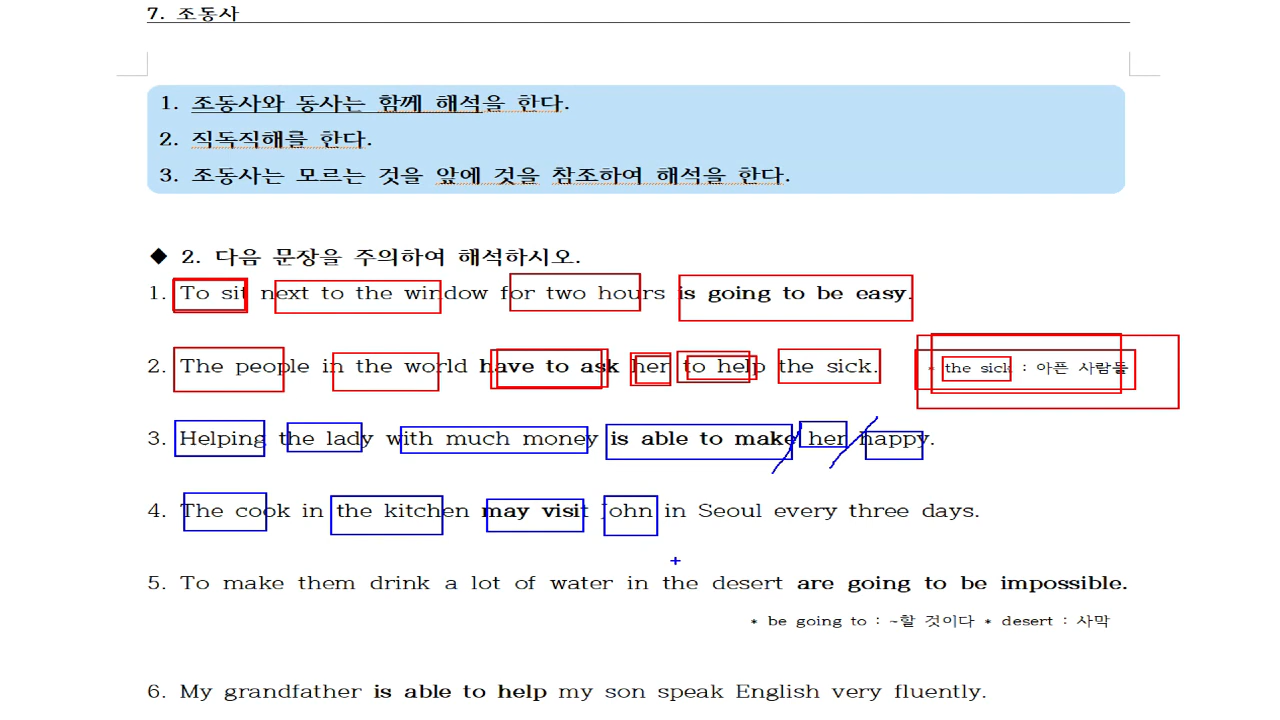 7. 조동사
1. 조동사와 동사는 함께 해석을 한다.
2. 직독직해를 한다.
3. 조동사는 모르는 것을 앞에 것을 참조하여 해석을 한다.
◆ 2. 다음 문장을 주의하여 해석하시오.
1. To sit next to the window for two hours is going to be easy.
2. The people in the world have to ask her to help the sick. * the sick : 아픈 사람들
3. Helping the lady with much money is able to make her happy.
4. The cook in the kitchen may visit John in Seoul every three days.
5. To make them drink a lot of water in the desert are going to be impossible.
* be going to : ~할 것이다 * desert : 사막
6. My grandfather is able to help my son speak English very fluently.